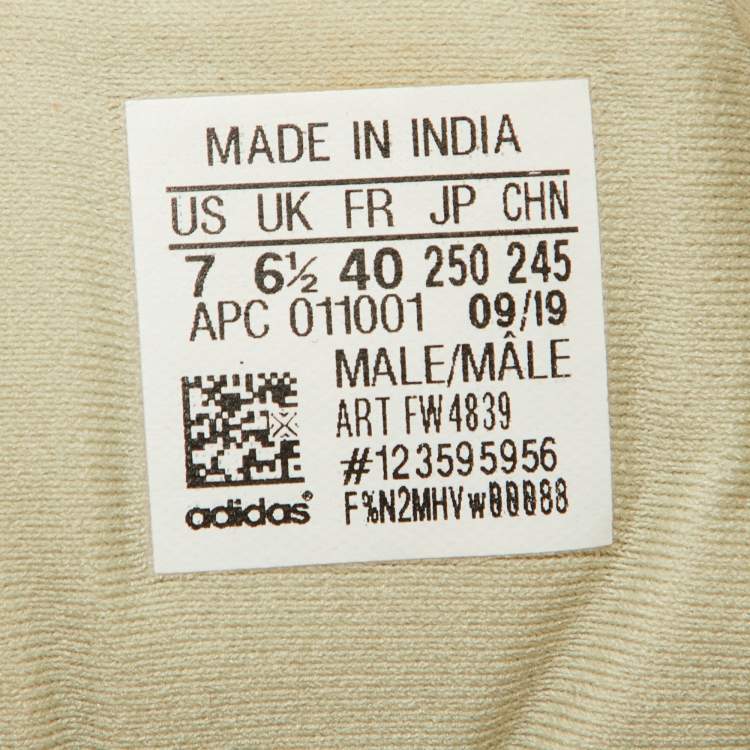 MADE IN INDIA
US UK FR JP CHN
7 6½ 40 250 245
APC 011001 09/19
MALE/MÂLE
ART FW4839
#123595956
F%N2MHVw00088
adidas®